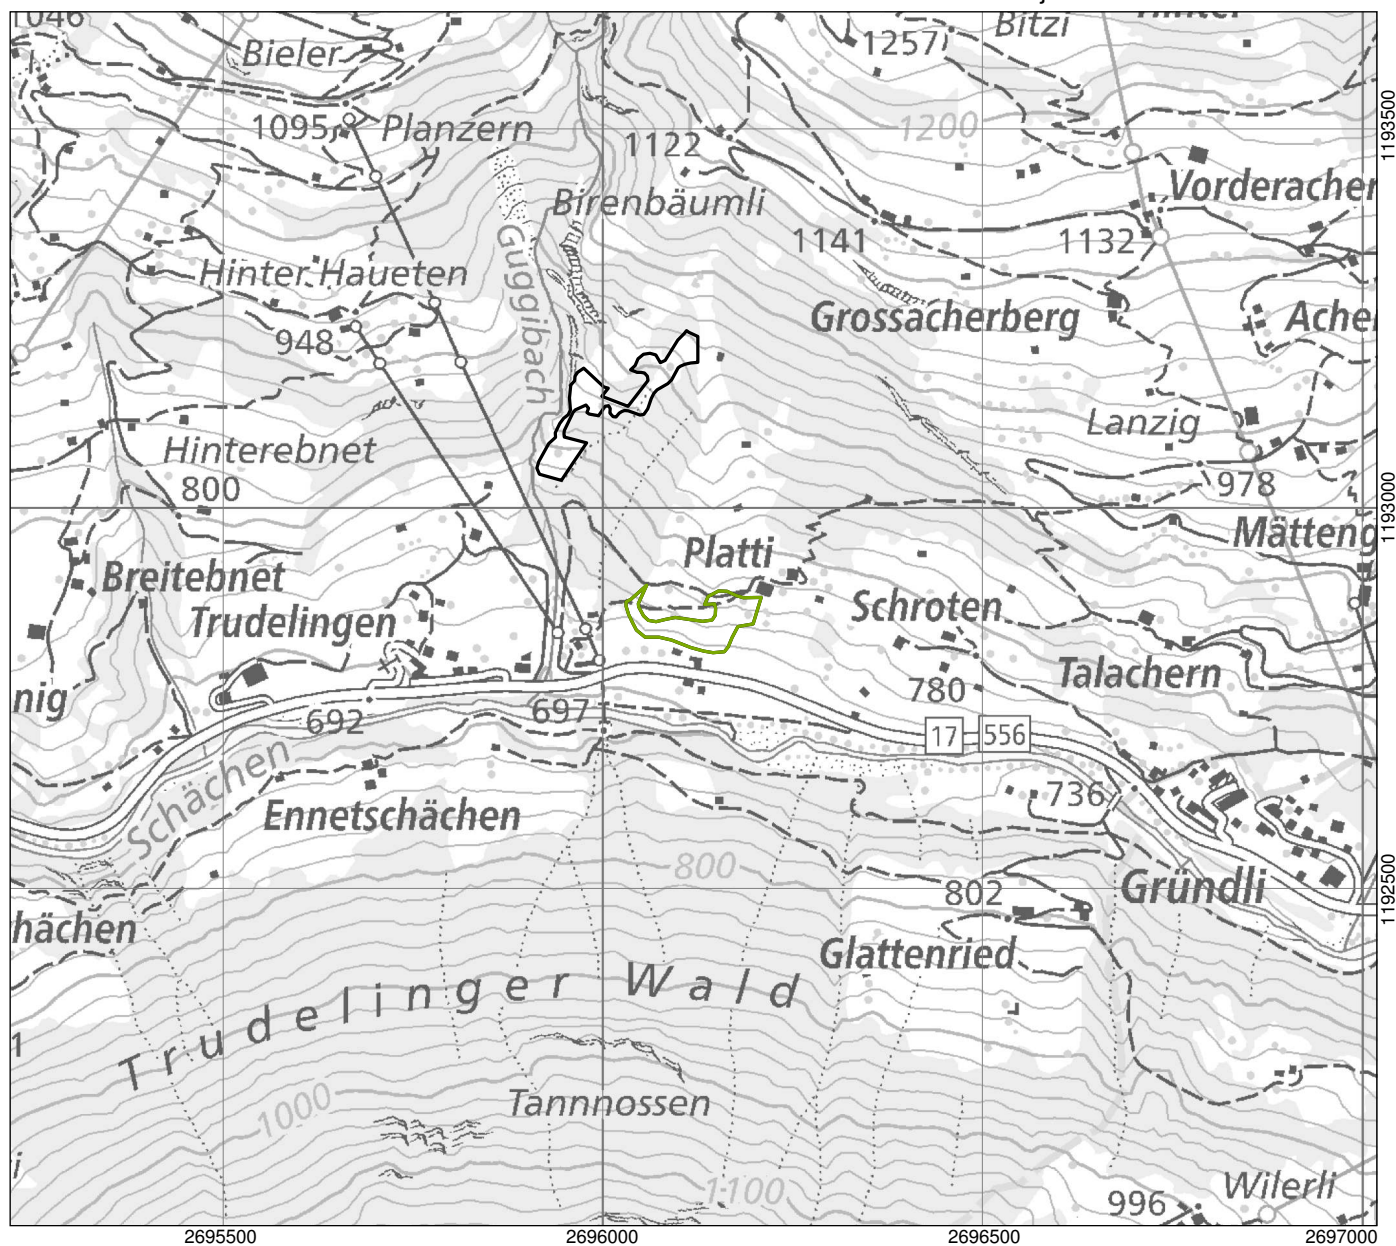 1046
Bieler
1257
Bitzi
1193500
1095
Planzern
1122
1200
Vorderacher
Birenbäumli
1141
1132
Guggibach
Hinter Haueten
Grossacherberg
Ache
948
Lanzig
Hinterebnet
800
978
1193000
Mätteng
Platti
Breitebnet
Trudelingen
Schroten
Talachern
nig
780
692
697
17
556
Schächen
736
Ennetschächen
800
1192500
802
Gründli
hächen
Glattenried
Trudelinger Wald
1
1000
Tannnossen
1100
996
Wilerli
i
2695500
2696000
2696500
2697000